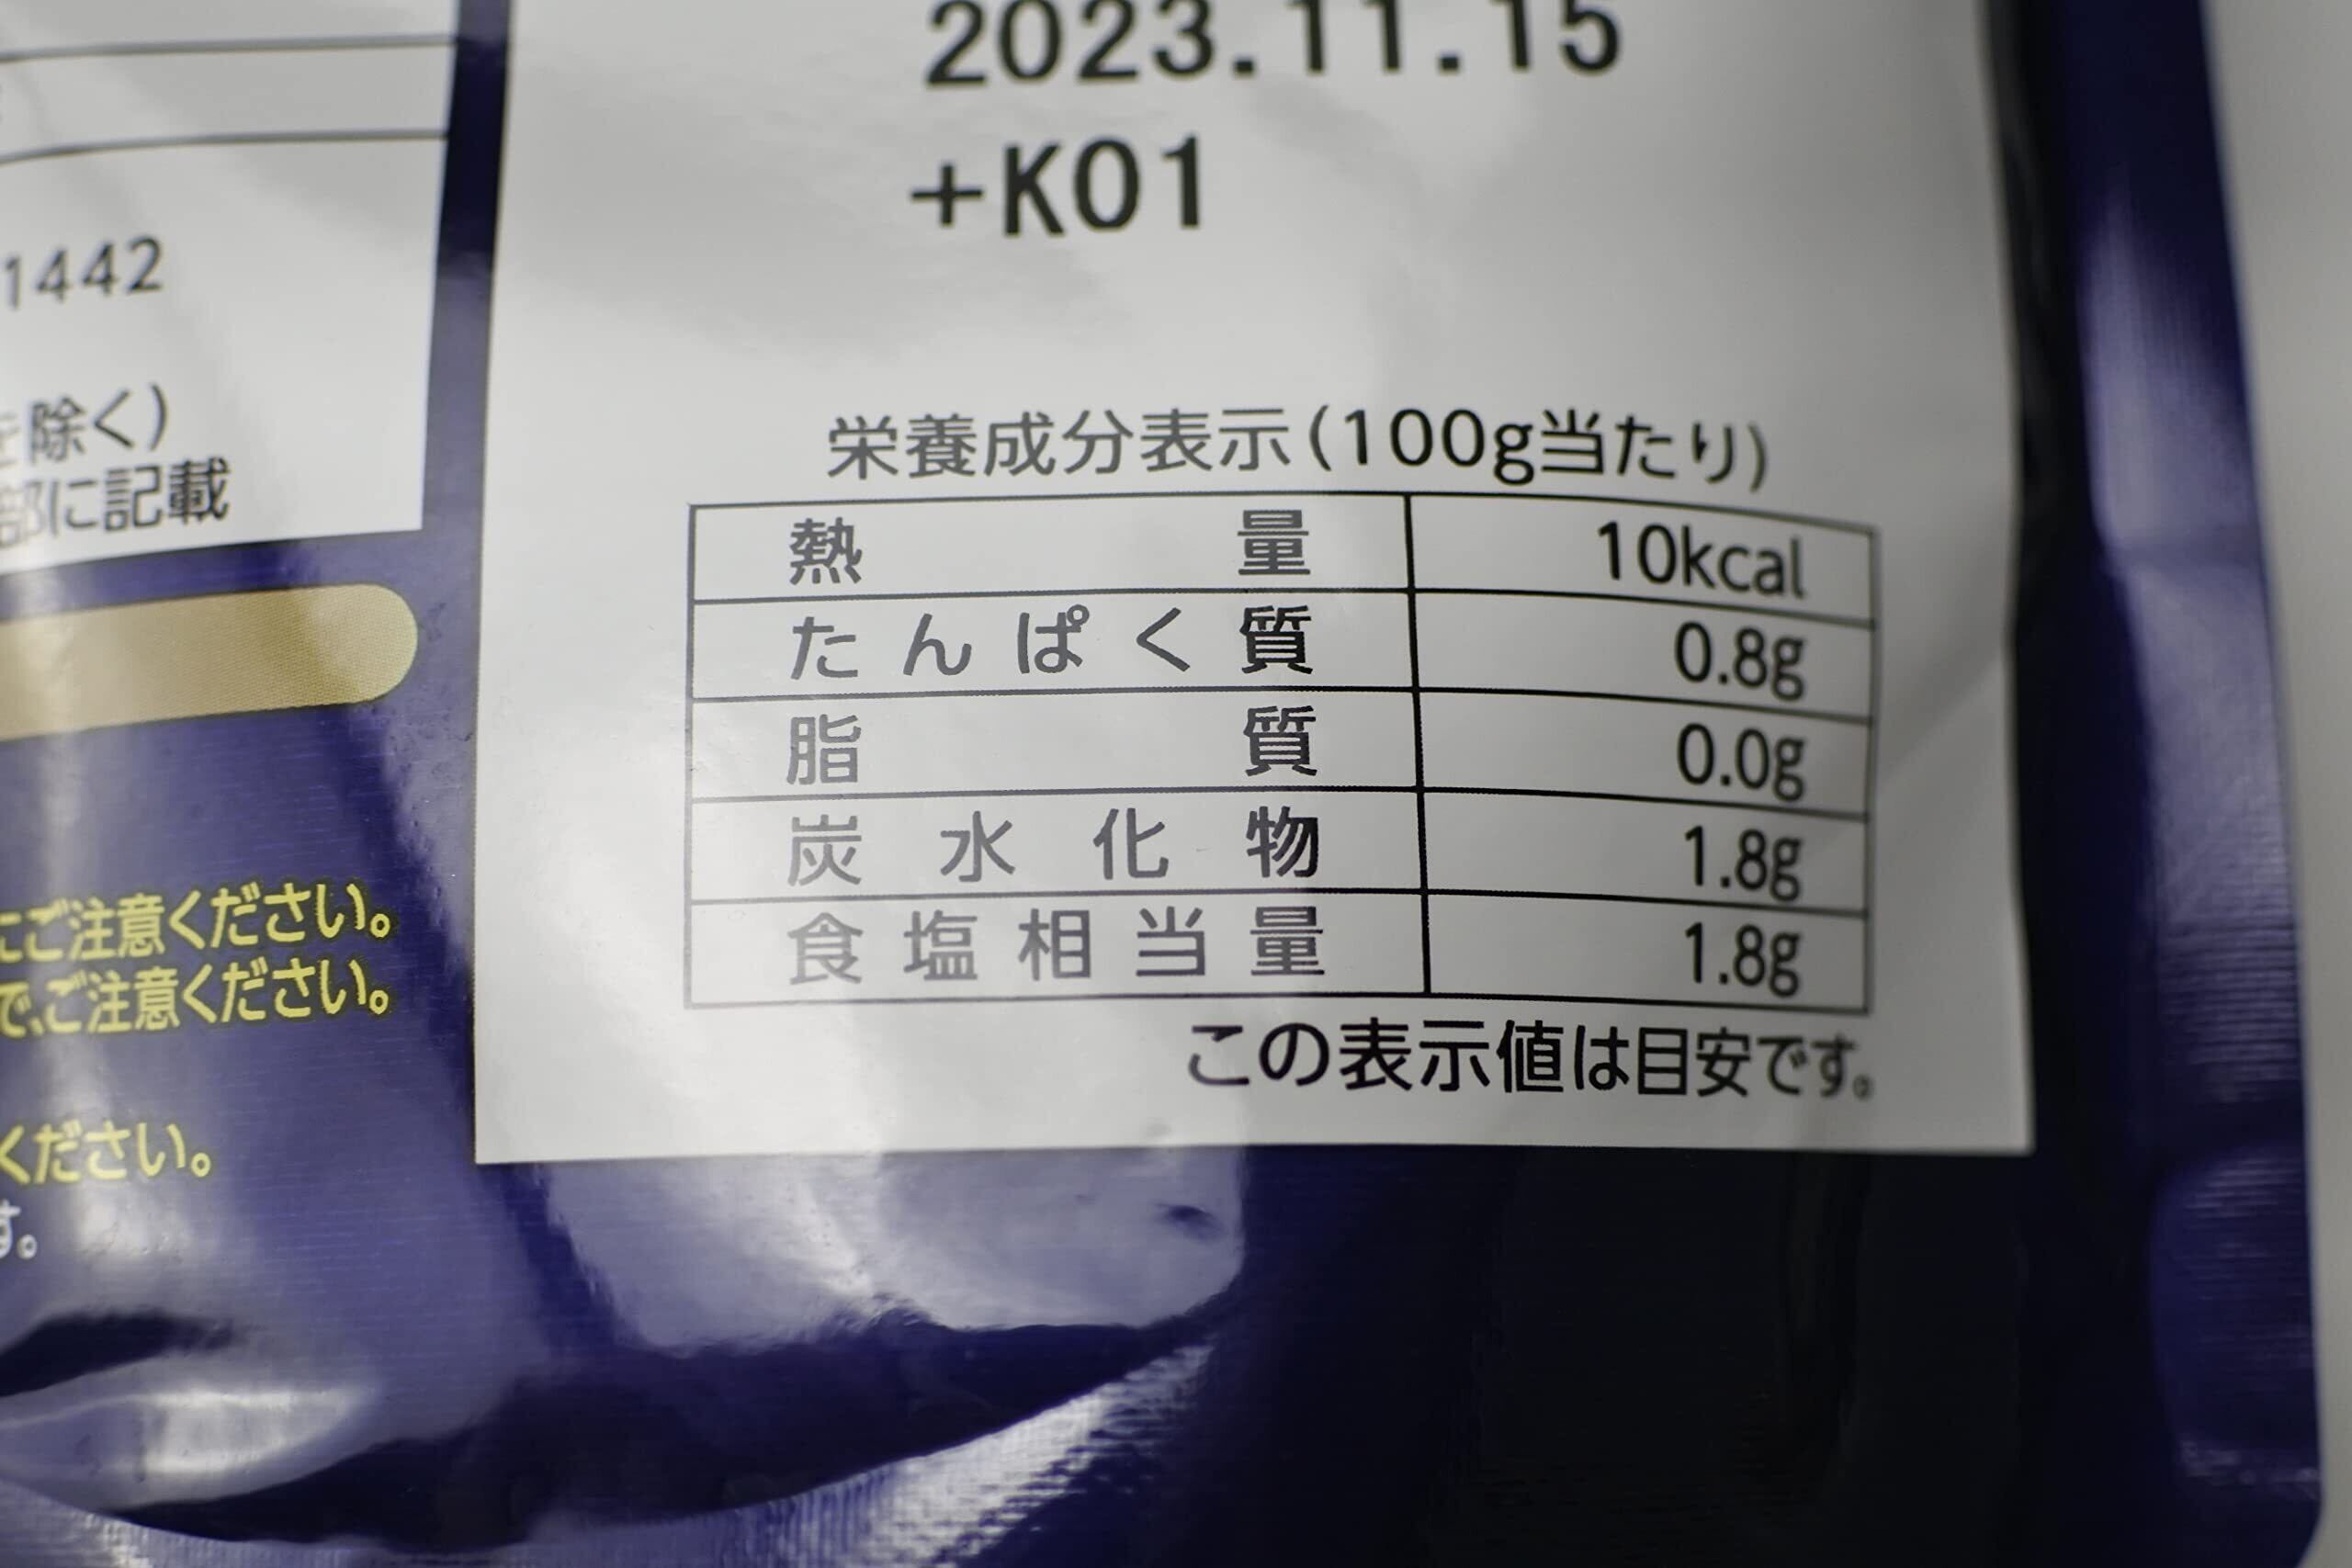 2023.11.15
+K01
1442
を除く)
部に記載
栄養成分表示(100g当たり)
熱量 10kcal
たんぱく質 0.8g
脂質 0.0g
炭水化物 1.8g
食塩相当量 1.8g
この表示値は目安です。
にご注意ください。
で、ご注意ください。
ください。
す。